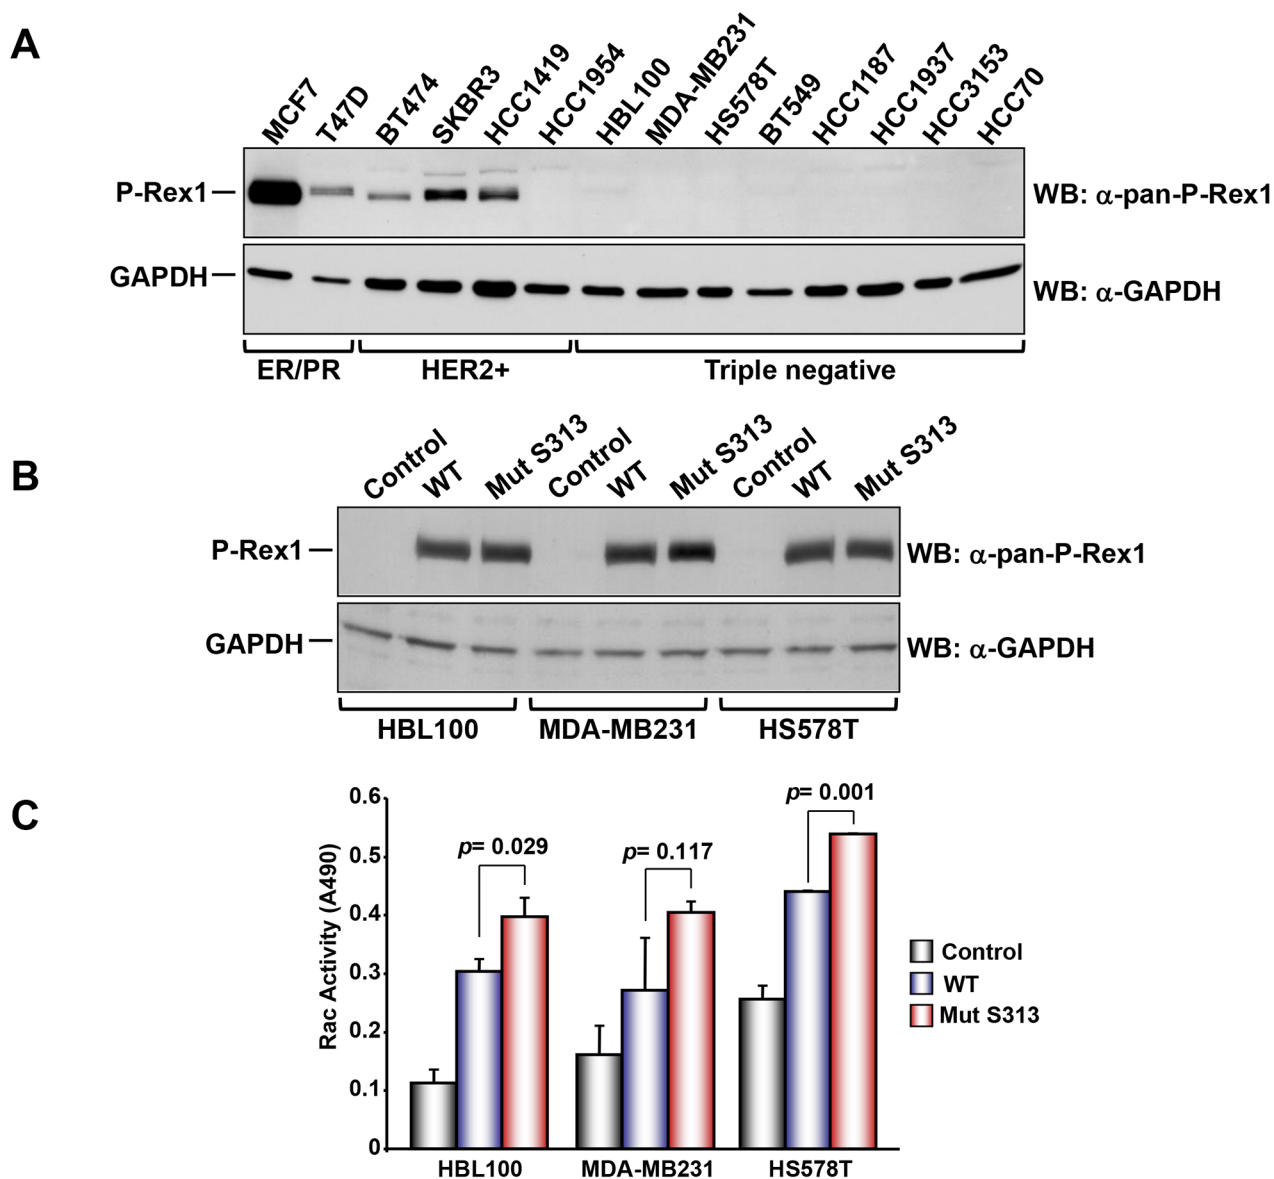 A
MCF7
T47D
BT474
SKBR3
HCC1419
HCC1954
HBL100
MDA-MB231
HS578T
BT549
HCC1187
HCC1937
HCC3153
HCC70
P-Rex1
WB: α-pan-P-Rex1
GAPDH
WB: α-GAPDH
ER/PR
HER2+
Triple negative
B
Control
WT
Mut S313
Control
WT
Mut S313
Control
WT
Mut S313
P-Rex1
WB: α-pan-P-Rex1
GAPDH
WB: α-GAPDH
HBL100
MDA-MB231
HS578T
C
Rac Activity (A490)
0.6
0.5
0.4
0.3
0.2
0.1
0
p= 0.029
p= 0.117
p= 0.001
Control
WT
Mut S313
HBL100
MDA-MB231
HS578T